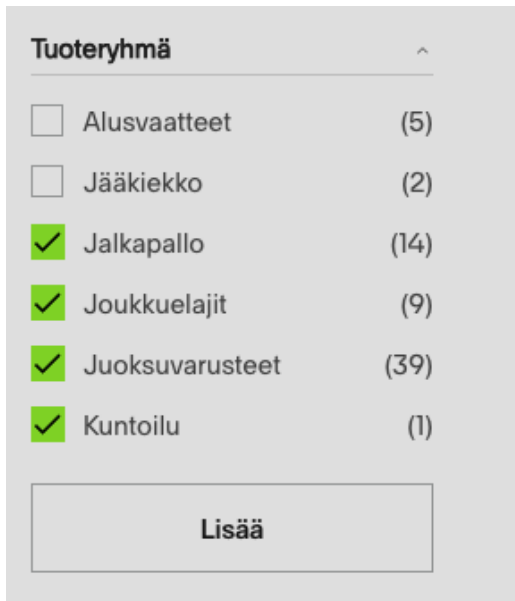 Tuoteryhmä
Alusvaatteet (5)
Jääkiekko (2)
Jalkapallo (14)
Joukkuelajit (9)
Juoksuvarusteet (39)
Kuntoilu (1)
Lisää